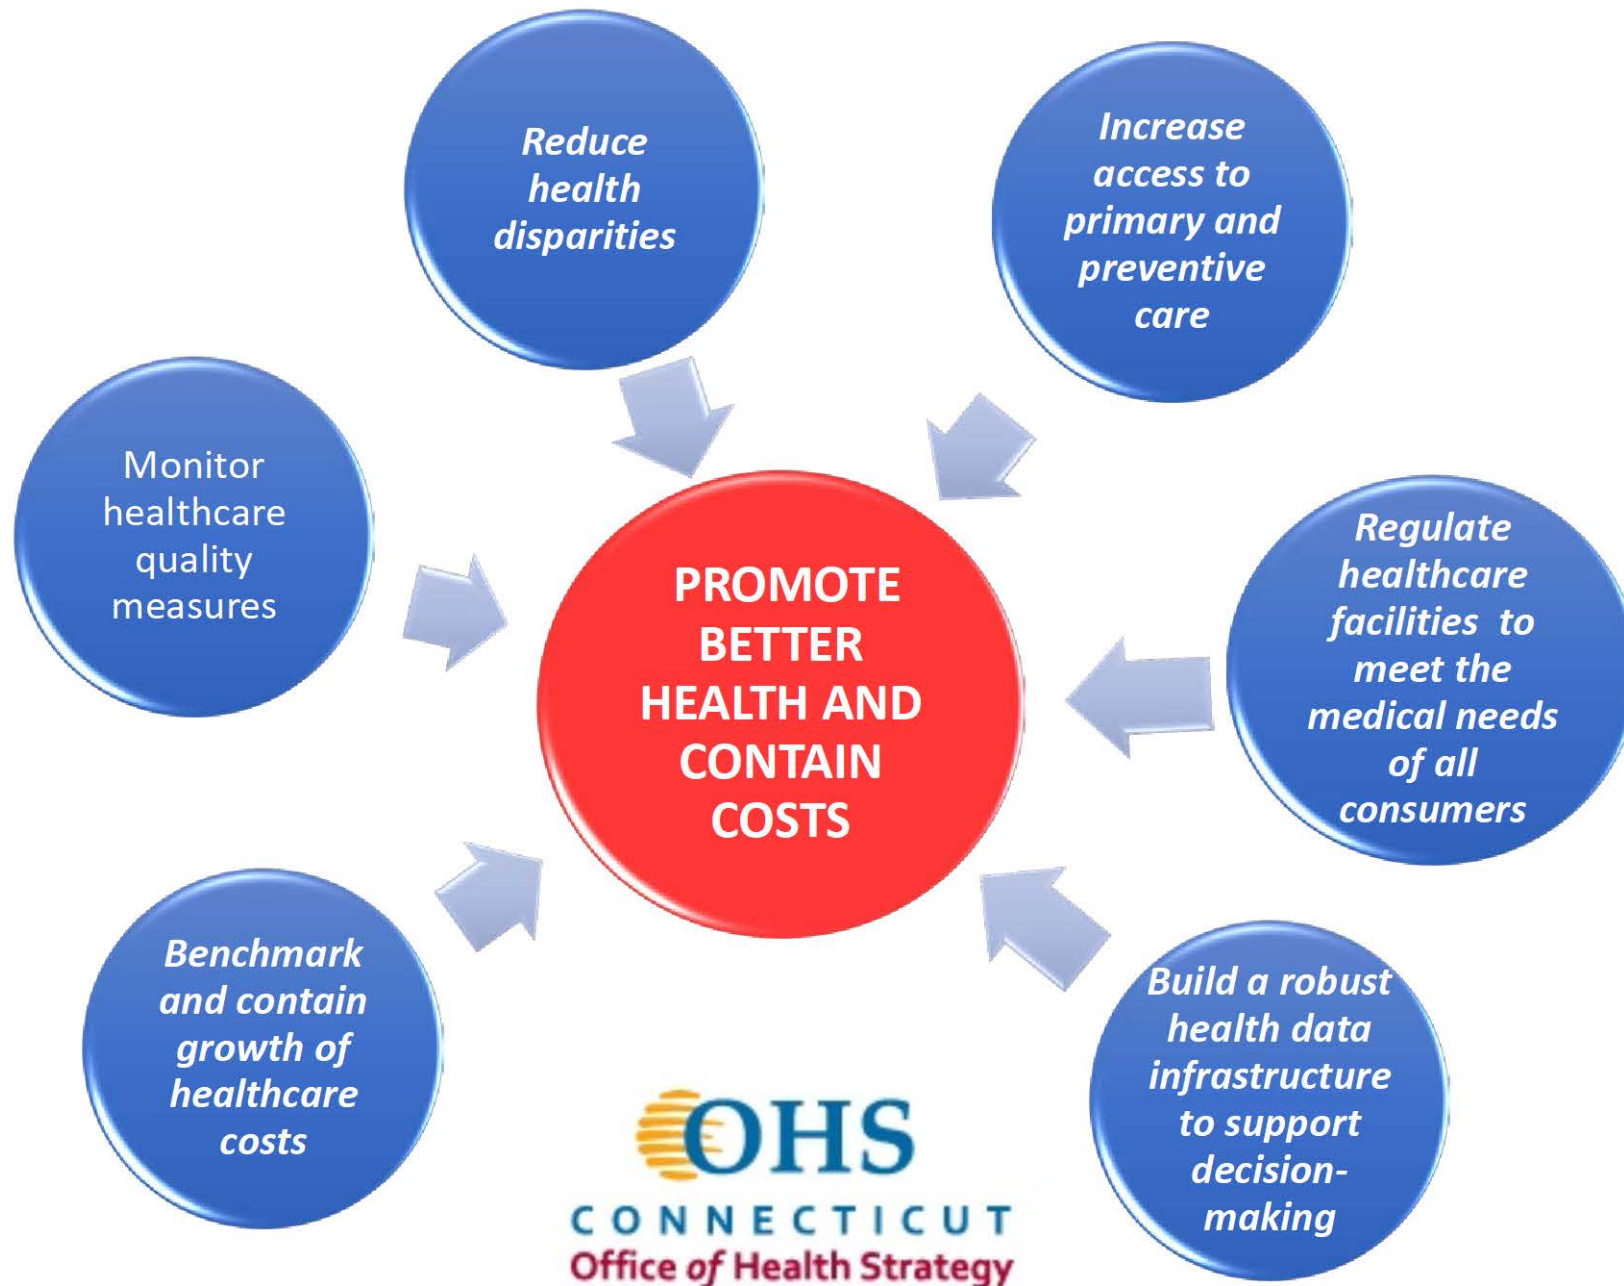 Reduce
health
disparities
Increase
access to
primary and
preventive
care
Monitor
healthcare
quality
measures
PROMOTE
BETTER
HEALTH AND
CONTAIN
COSTS
Regulate
healthcare
facilities to
meet the
medical needs
of all
consumers
Benchmark
and contain
growth of
healthcare
costs
Build a robust
health data
infrastructure
to support
decision-
making
OHS
CONNECTICUT
Office of Health Strategy